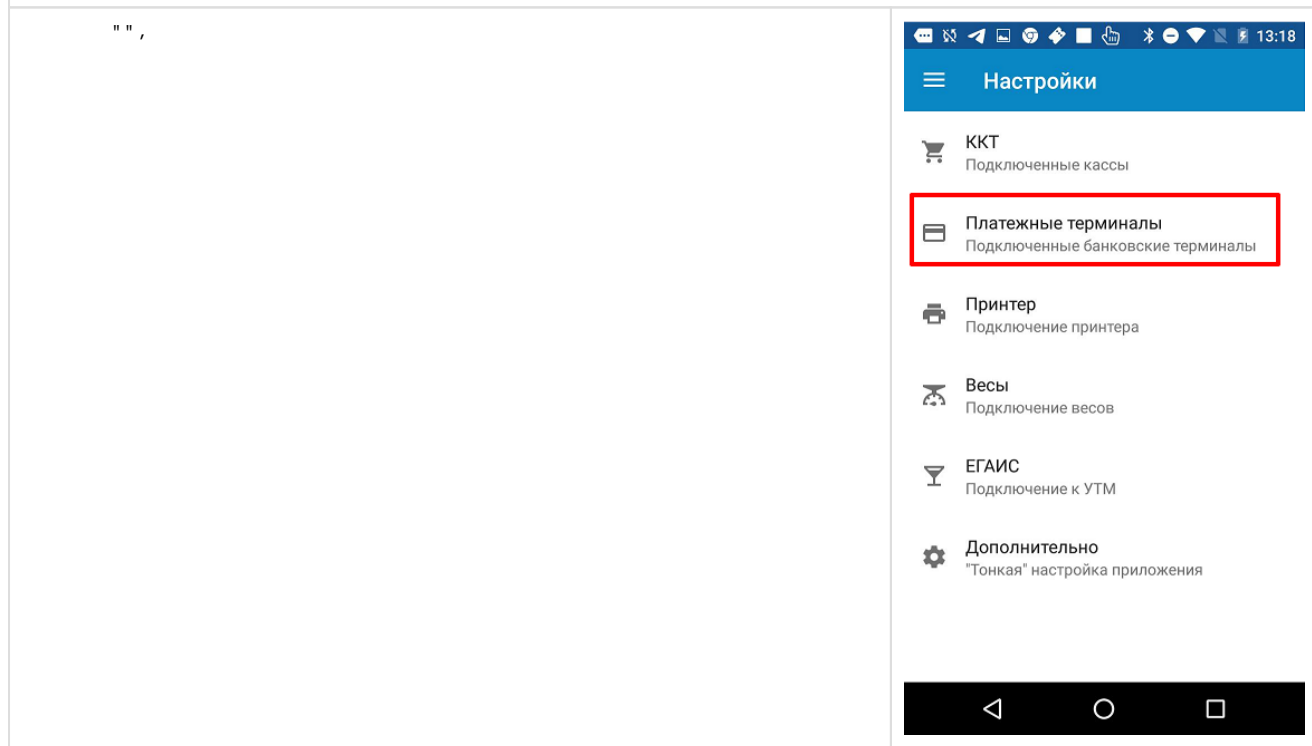 "",
13:18
Настройки
ККТ
Подключенные кассы
Платежные терминалы
Подключенные банковские терминалы
Принтер
Подключение принтера
Весы
Подключение весов
ЕГАИС
Подключение к УТМ
Дополнительно
"Тонкая" настройка приложения